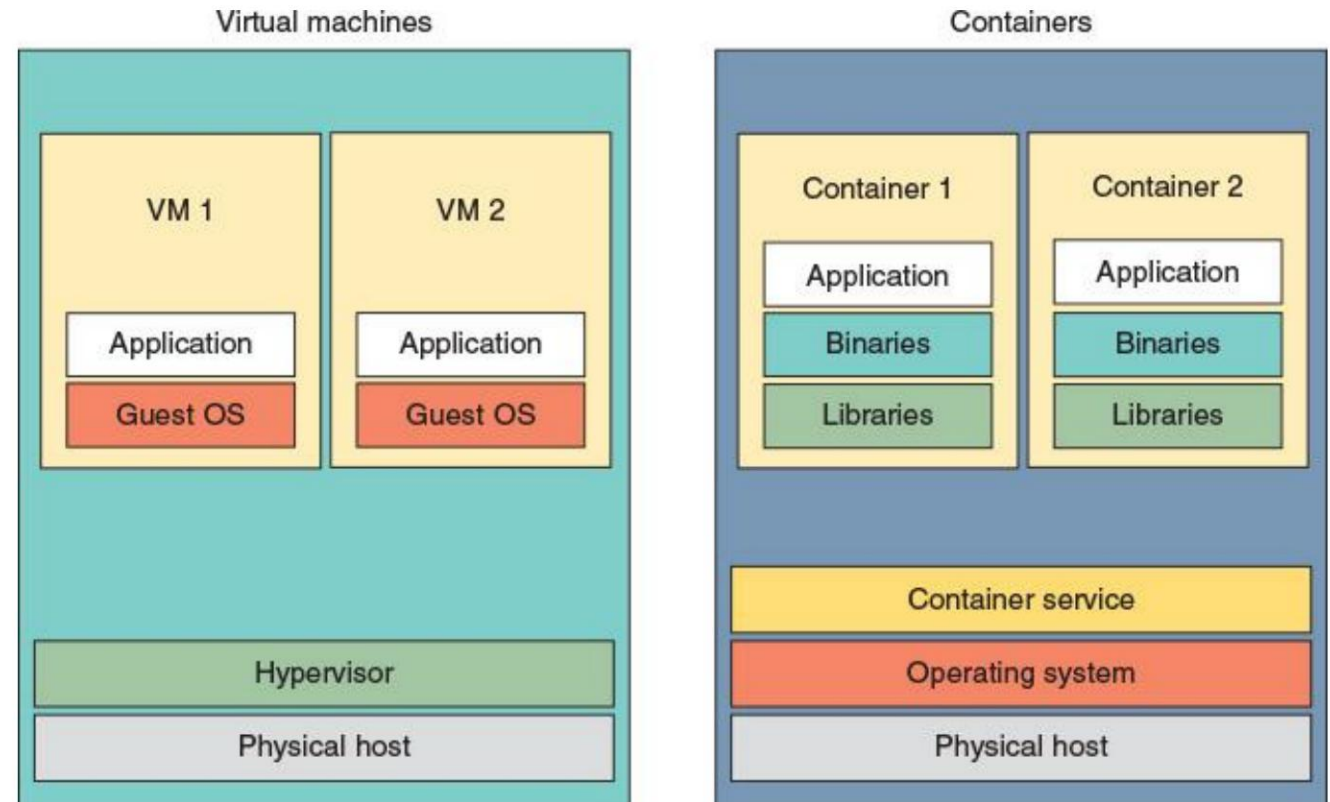 Virtual machines
VM 1
VM 2
Application
Application
Guest OS
Guest OS
Hypervisor
Physical host
Containers
Container 1
Container 2
Application
Application
Binaries
Binaries
Libraries
Libraries
Container service
Operating system
Physical host